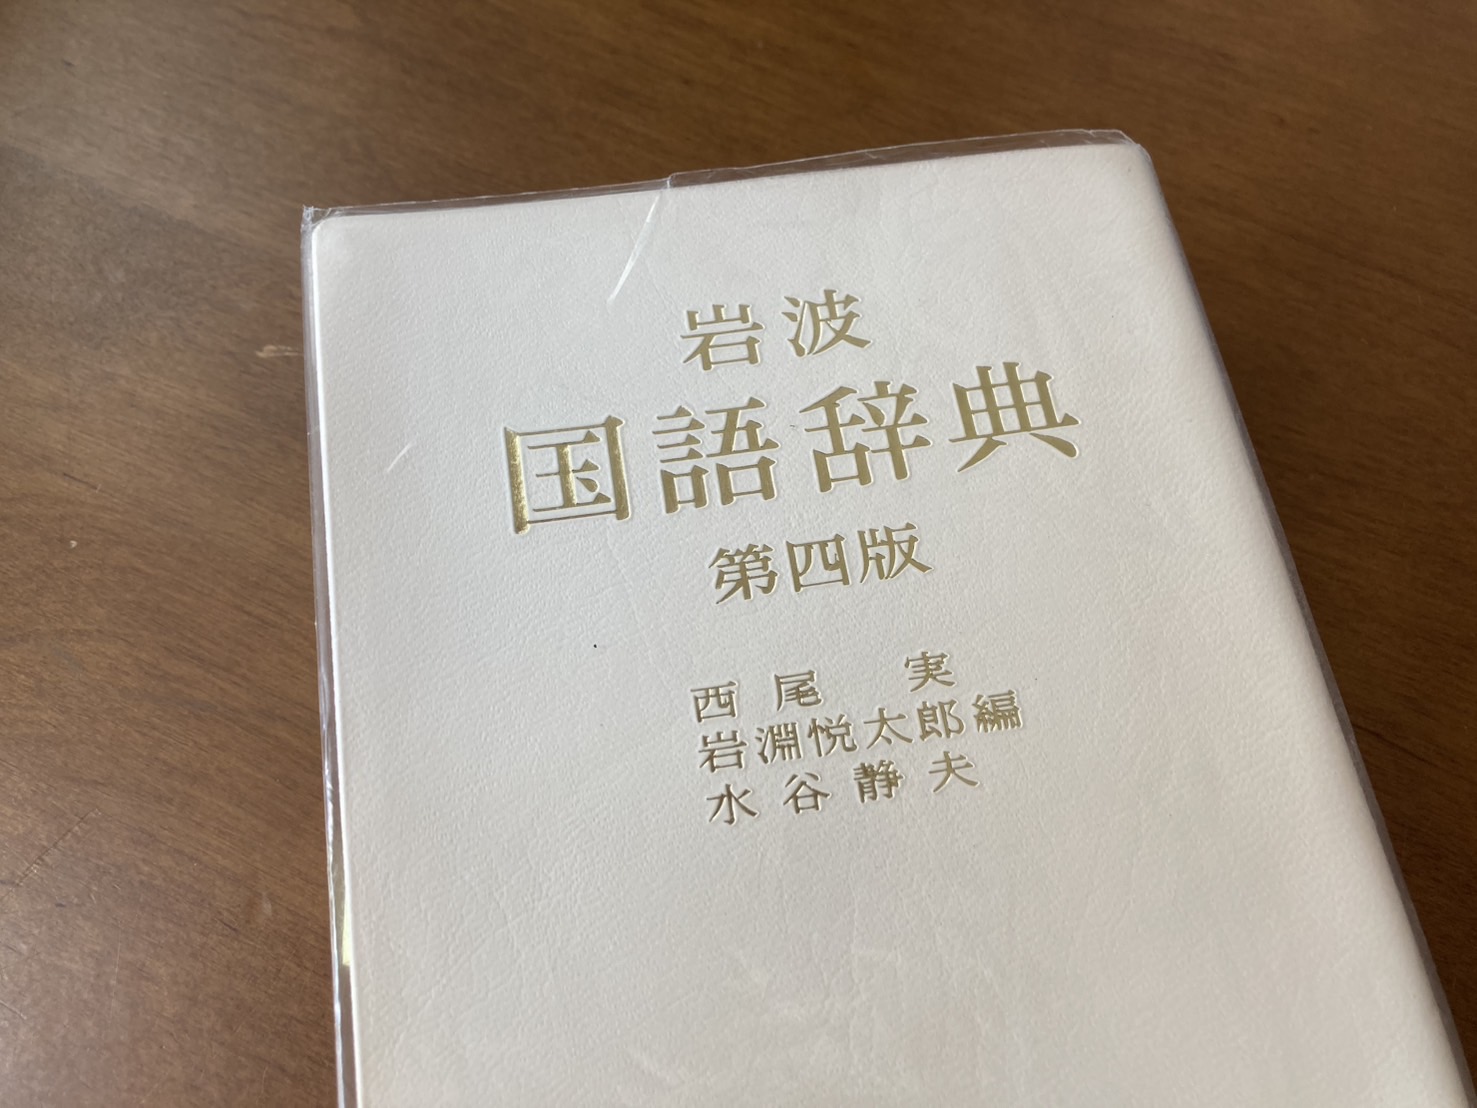 岩波
国語辞典
第四版
西尾 実
岩淵悦太郎編
水谷静夫